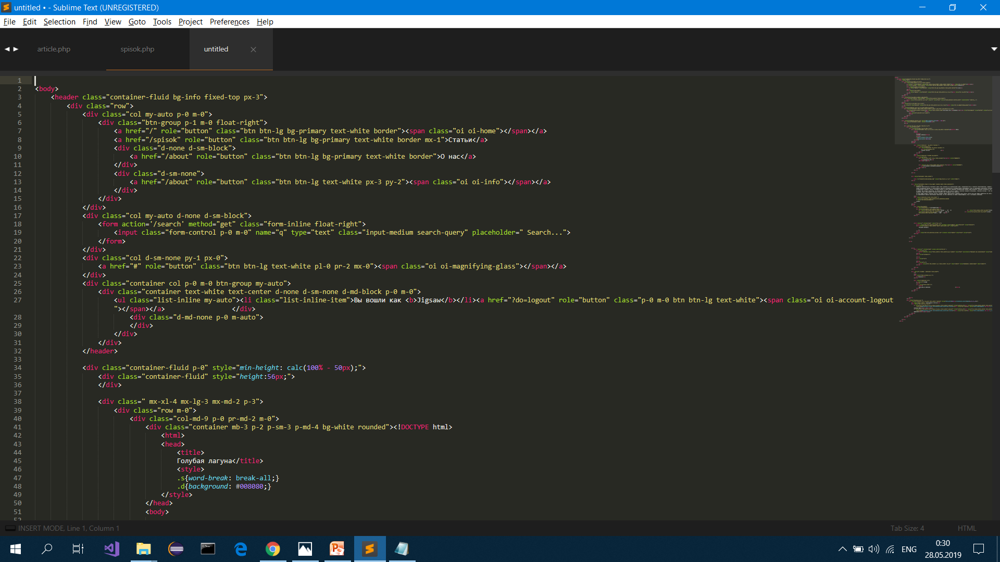 untitled • - Sublime Text (UNREGISTERED)
File Edit Selection Find View Goto Tools Project Preferences Help
article.php spisok.php untitled
1
2 <body>
3 <header class="container-fluid bg-info fixed-top px-3">
4 <div class="row">
5 <div class="col my-auto p-0 m-0">
6 <div class="btn-group p-1 m-0 float-right">
7 <a href="/" role="button" class="btn btn-lg bg-primary text-white border"><span class="oi oi-home"></span></a>
8 <a href="/spisok" role="button" class="btn btn-lg bg-primary text-white border mx-1">Статьи</a>
9 <div class="d-none d-sm-block">
10 <a href="/about" role="button" class="btn btn-lg bg-primary text-white border">О нас</a>
11 </div>
12 <div class="d-sm-none">
13 <a href="/about" role="button" class="btn btn-lg text-white px-3 py-2"><span class="oi oi-info"></span></a>
14 </div>
15 </div>
16 </div>
17 <div class="col my-auto d-none d-sm-block">
18 <form action='/search' method="get" class="form-inline float-right">
19 <input class="form-control p-0 m-0" name="q" type="text" class="input-medium search-query" placeholder=" Search...">
20 </form>
21 </div>
22 <div class="col d-sm-none py-1 px-0">
23 <a href="#" role="button" class="btn btn-lg text-white pl-0 pr-2 mx-0"><span class="oi oi-magnifying-glass"></span></a>
24 </div>
25 <div class="container col p-0 m-0 btn-group my-auto">
26 <div class="container text-white text-center d-none d-sm-none d-md-block p-0 m-0">
27 <ul class="list-inline my-auto"><li class="list-inline-item">Вы вошли как <b>Jigsaw</b></li><a href="?do=logout" role="button" class="p-0 m-0 btn btn-lg text-white"><span class="oi oi-account-logout
"></span></a> </div>
28 <div class="d-md-none p-0 m-auto">
29 </div>
30 </div>
31 </div>
32 </header>
33
34 <div class="container-fluid p-0" style="min-height: calc(100% - 50px);">
35 <div class="container-fluid" style="height:56px;">
36 </div>
37
38 <div class=" mx-xl-4 mx-lg-3 mx-md-2 p-3">
39 <div class="row m-0">
40 <div class="col-md-9 p-0 pr-md-2 m-0">
41 <div class="container mb-3 p-2 p-sm-3 p-md-4 bg-white rounded"><!DOCTYPE html>
42 <html>
43 <head>
44 <title>
45 Голубая лагуна</title>
46 <style>
47 .s{word-break: break-all;}
48 .d{background: #008080;}
49 </style>
50 </head>
51 <body>
52
INSERT MODE, Line 1, Column 1 Tab Size: 4 HTML
ENG 0:30
28.05.2019